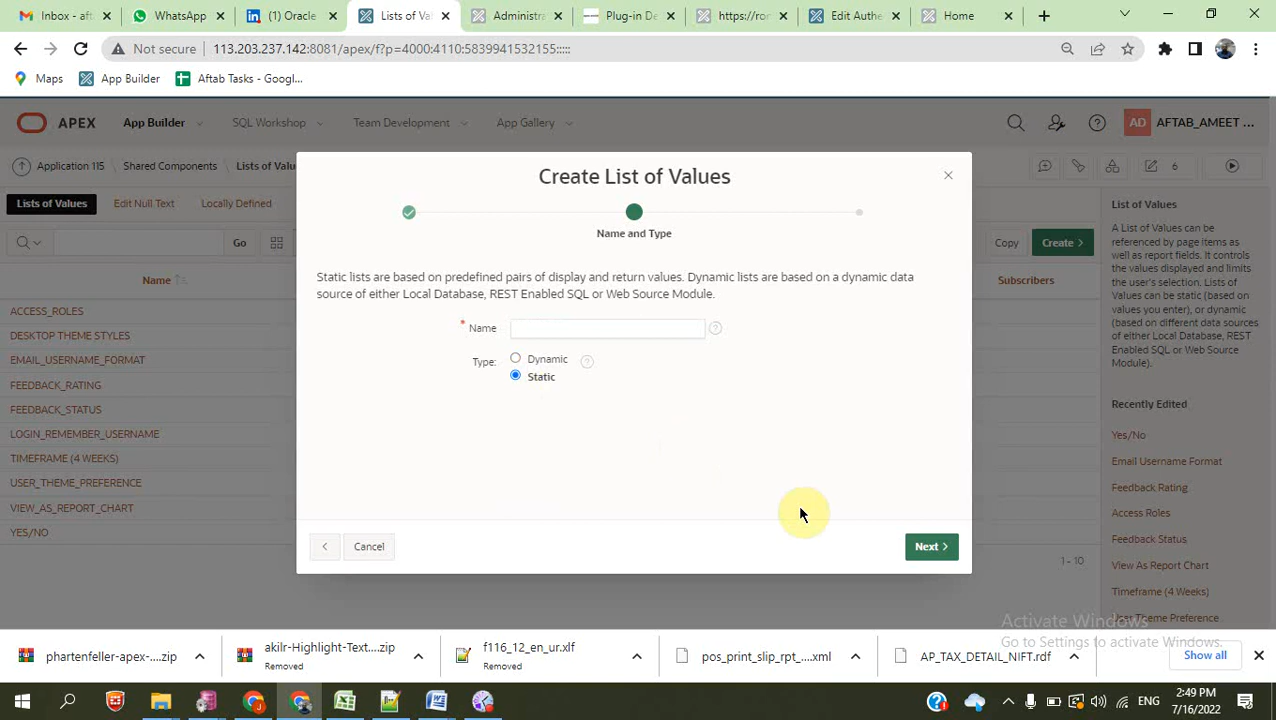 Inbox - aft
WhatsApp
(1) Oracle
Lists of Val
Administra
Plug-in De
https://ror
Edit Authe
Home
Not secure
113.203.237.142:8081/apex/f?p=4000:4110:5839941532155:::::
Maps
App Builder
Aftab Tasks - Googl...
APEX
App Builder
SQL Workshop
Team Development
App Gallery
AD
AFTAB_AMEET ...
Application 115
Shared Components
Lists of Valu
6
Lists of Values
Edit Null Text
Locally Defined
Go
Copy
Create >
Name
Subscribers
ACCESS_ROLES
DESKTOP THEME STYLES
EMAIL_USERNAME_FORMAT
FEEDBACK_RATING
FEEDBACK_STATUS
LOGIN_REMEMBER_USERNAME
TIMEFRAME (4 WEEKS)
USER_THEME_PREFERENCE
VIEW_AS_REPORT_CHART
YES/NO
1 - 10
Create List of Values
Name and Type
Static lists are based on predefined pairs of display and return values. Dynamic lists are based on a dynamic data
source of either Local Database, REST Enabled SQL or Web Source Module.
* Name
Type:
Dynamic
Static
Cancel
Next >
List of Values
A List of Values can be
referenced by page items as
well as report fields. It controls
the values displayed and limits
the user's selection. Lists of
Values can be static (based on
values you enter), or dynamic
(based on different data sources
of either Local Database, REST
Enabled SQL or Web Source
Module).
Recently Edited
Yes/No
Email Username Format
Feedback Rating
Access Roles
Feedback Status
View As Report Chart
Timeframe (4 Weeks)
User Theme Preference
Activate Windows
Go to Settings to activate Windows.
phartenfeller-apex-....zip
akilr-Highlight-Text....zip
Removed
f116_12_en_ur.xlf
Removed
pos_print_slip_rpt_....xml
AP_TAX_DETAIL_NIFT.rdf
Show all
ENG
2:49 PM
7/16/2022